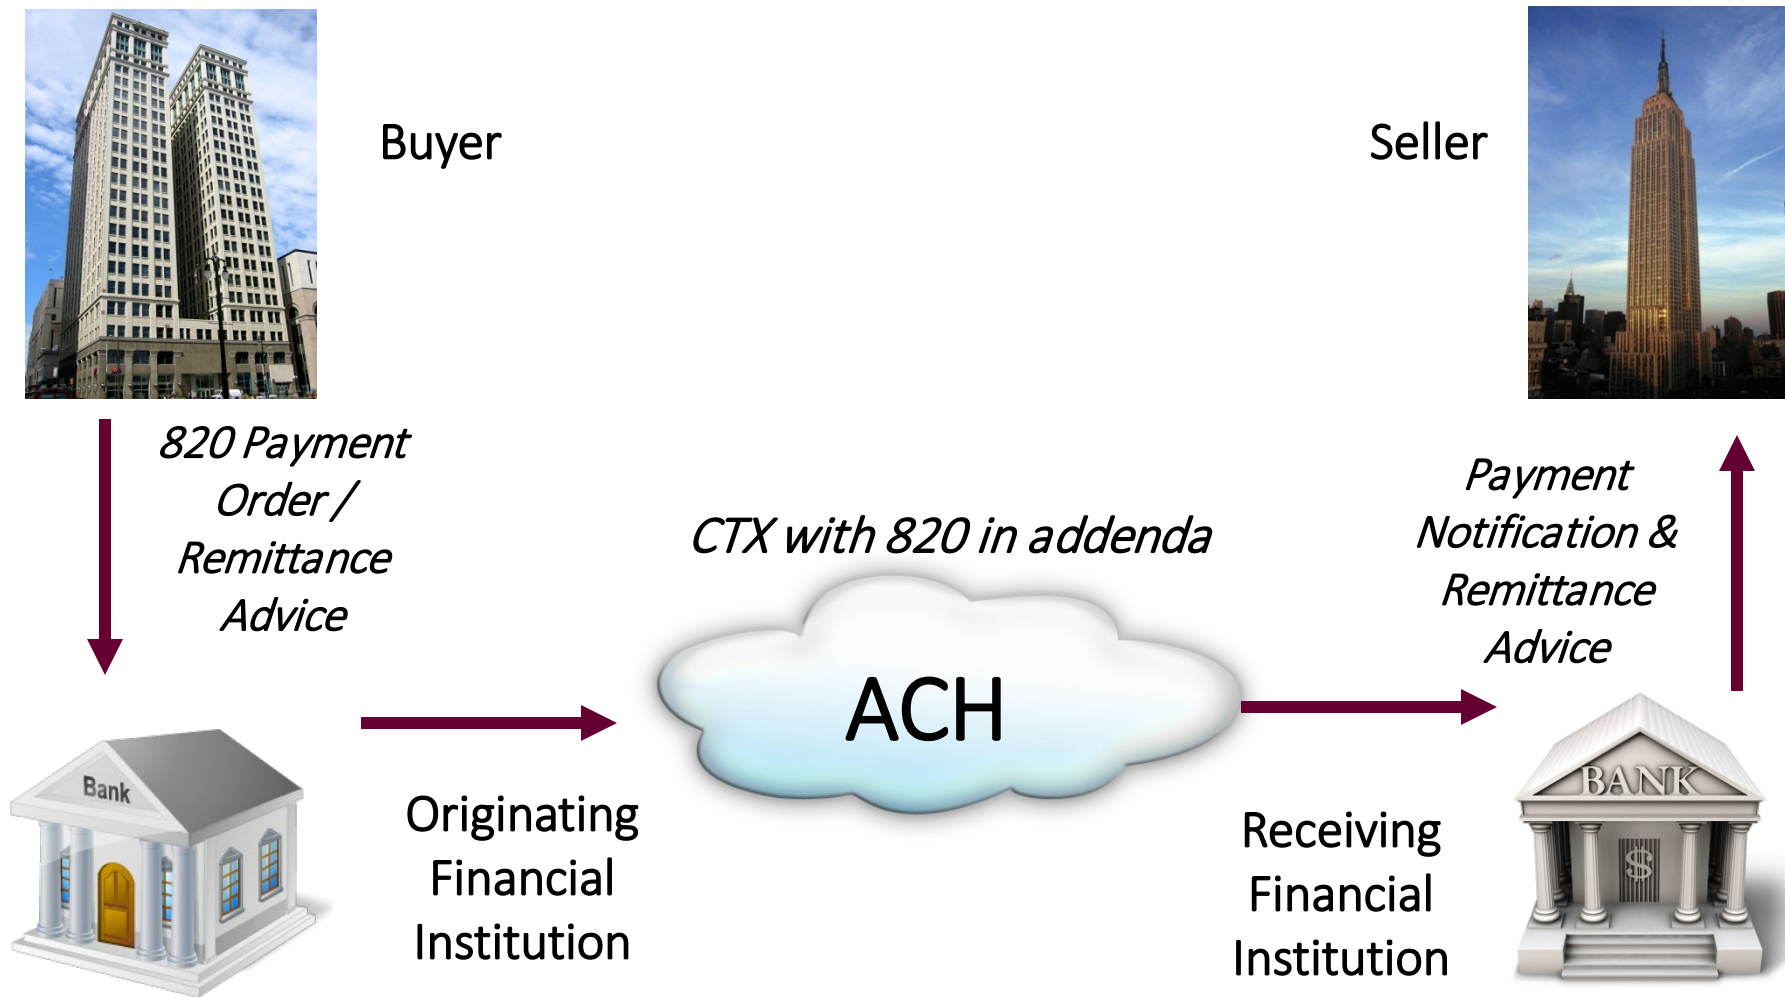 Buyer
Seller
820 Payment
Order /
Remittance
Advice
CTX with 820 in addenda
Payment
Notification &
Remittance
Advice
ACH
Bank
Originating
Financial
Institution
Receiving
Financial
Institution
BANK
$